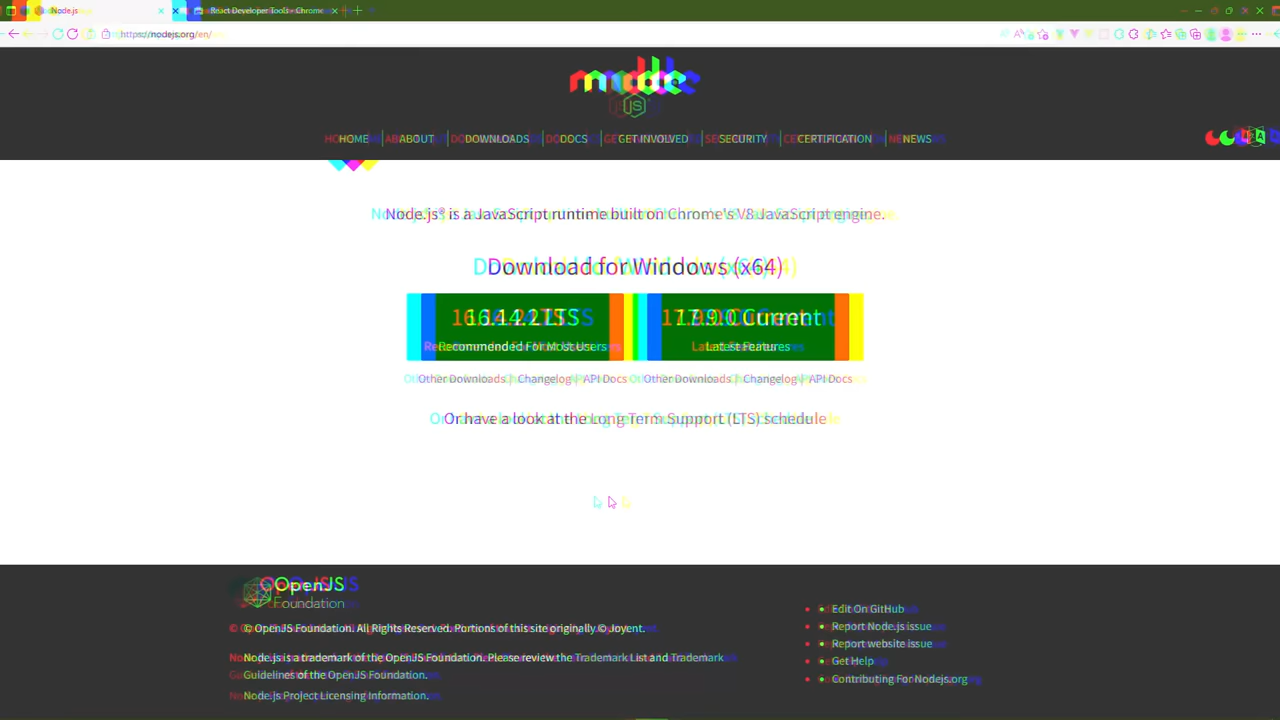 Node.js
React Developer Tools - Chrome
https://nodejs.org/en/
node
JS
HOME ABOUT DOWNLOADS DOCS GET INVOLVED SECURITY CERTIFICATION NEWS
Node.js® is a JavaScript runtime built on Chrome's V8 JavaScript engine.
Download for Windows (x64)
16.14.2 LTS
Recommended For Most Users
17.9.0 Current
Latest Features
Other Downloads | Changelog | API Docs
Other Downloads | Changelog | API Docs
Or have a look at the Long Term Support (LTS) schedule
OpenJS
Foundation
© OpenJS Foundation. All Rights Reserved. Portions of this site originally © Joyent.
Node.js is a trademark of the OpenJS Foundation. Please review the Trademark List and Trademark
Guidelines of the OpenJS Foundation.
Node.js Project Licensing Information.
Edit On GitHub
Report Node.js issue
Report website issue
Get Help
Contributing For Nodejs.org